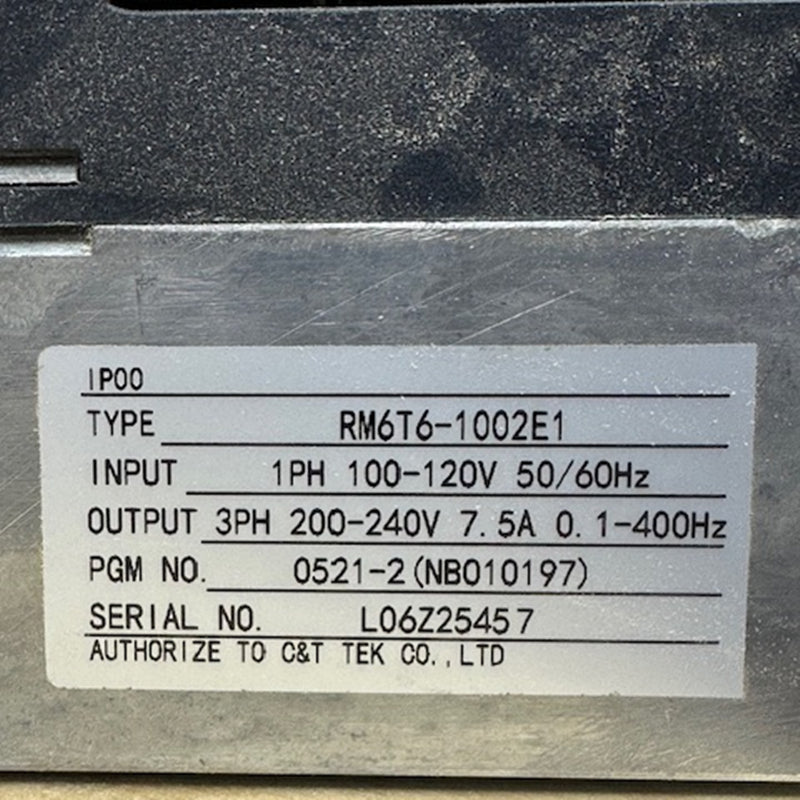 IP00
TYPE RM6T6-1002E1
INPUT 1PH 100-120V 50/60Hz
OUTPUT 3PH 200-240V 7.5A 0.1-400Hz
PGM NO. 0521-2(NB010197)
SERIAL NO. L06Z25457
AUTHORIZE TO C&T TEK CO.,LTD